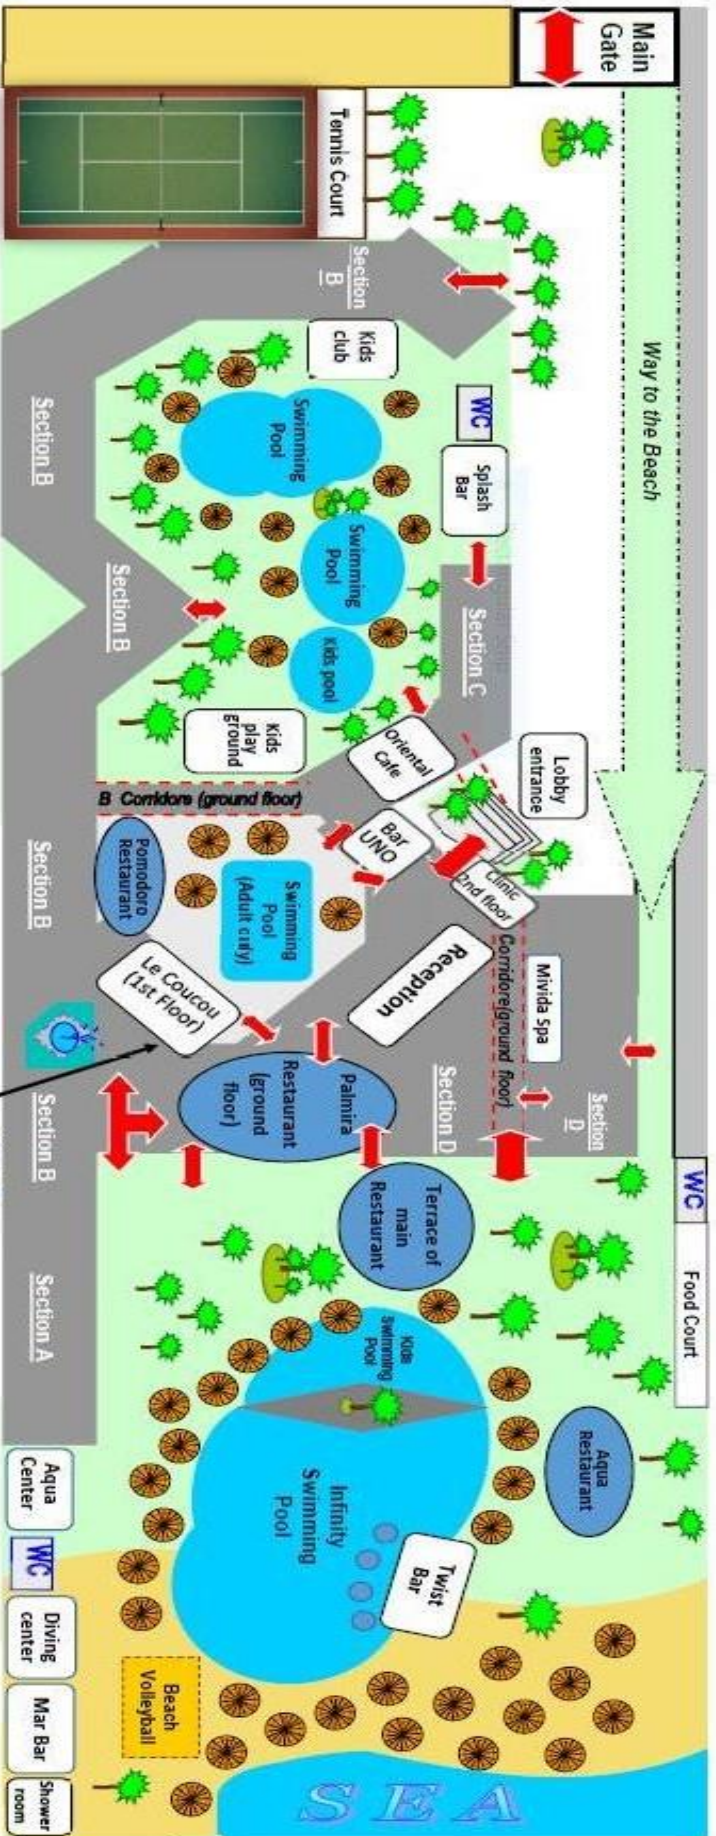 Main
Gate
Way to the Beach
Tennis Court
Section
B
Kids
club
WC
Splash
Bar
Swimming
Pool
Section B
Swimming
Pool
Section B
Kids pool
Section C
Kids
play
ground
Oriental
Cafe
Lobby
entrance
B Corridore (ground floor)
Bar
UNO
Clinic
2nd floor
Pomodoro
Restaurant
Section B
Swimming
Pool
(Adult only)
Le Coucou
(1st Floor)
Reception
Corridore(ground floor)
Mivida Spa
Section
D
Section D
Palmira
Restaurant
(ground
floor)
Section B
WC
Food Court
Terrace of
main
Restaurant
Section A
Kids
Swimming
Pool
Aqua
Restaurant
Infinity
Swimming
Pool
Twist
Bar
Aqua
Center
WC
Diving
center
Beach
Volleyball
Mar Bar
Shower
room
SEA